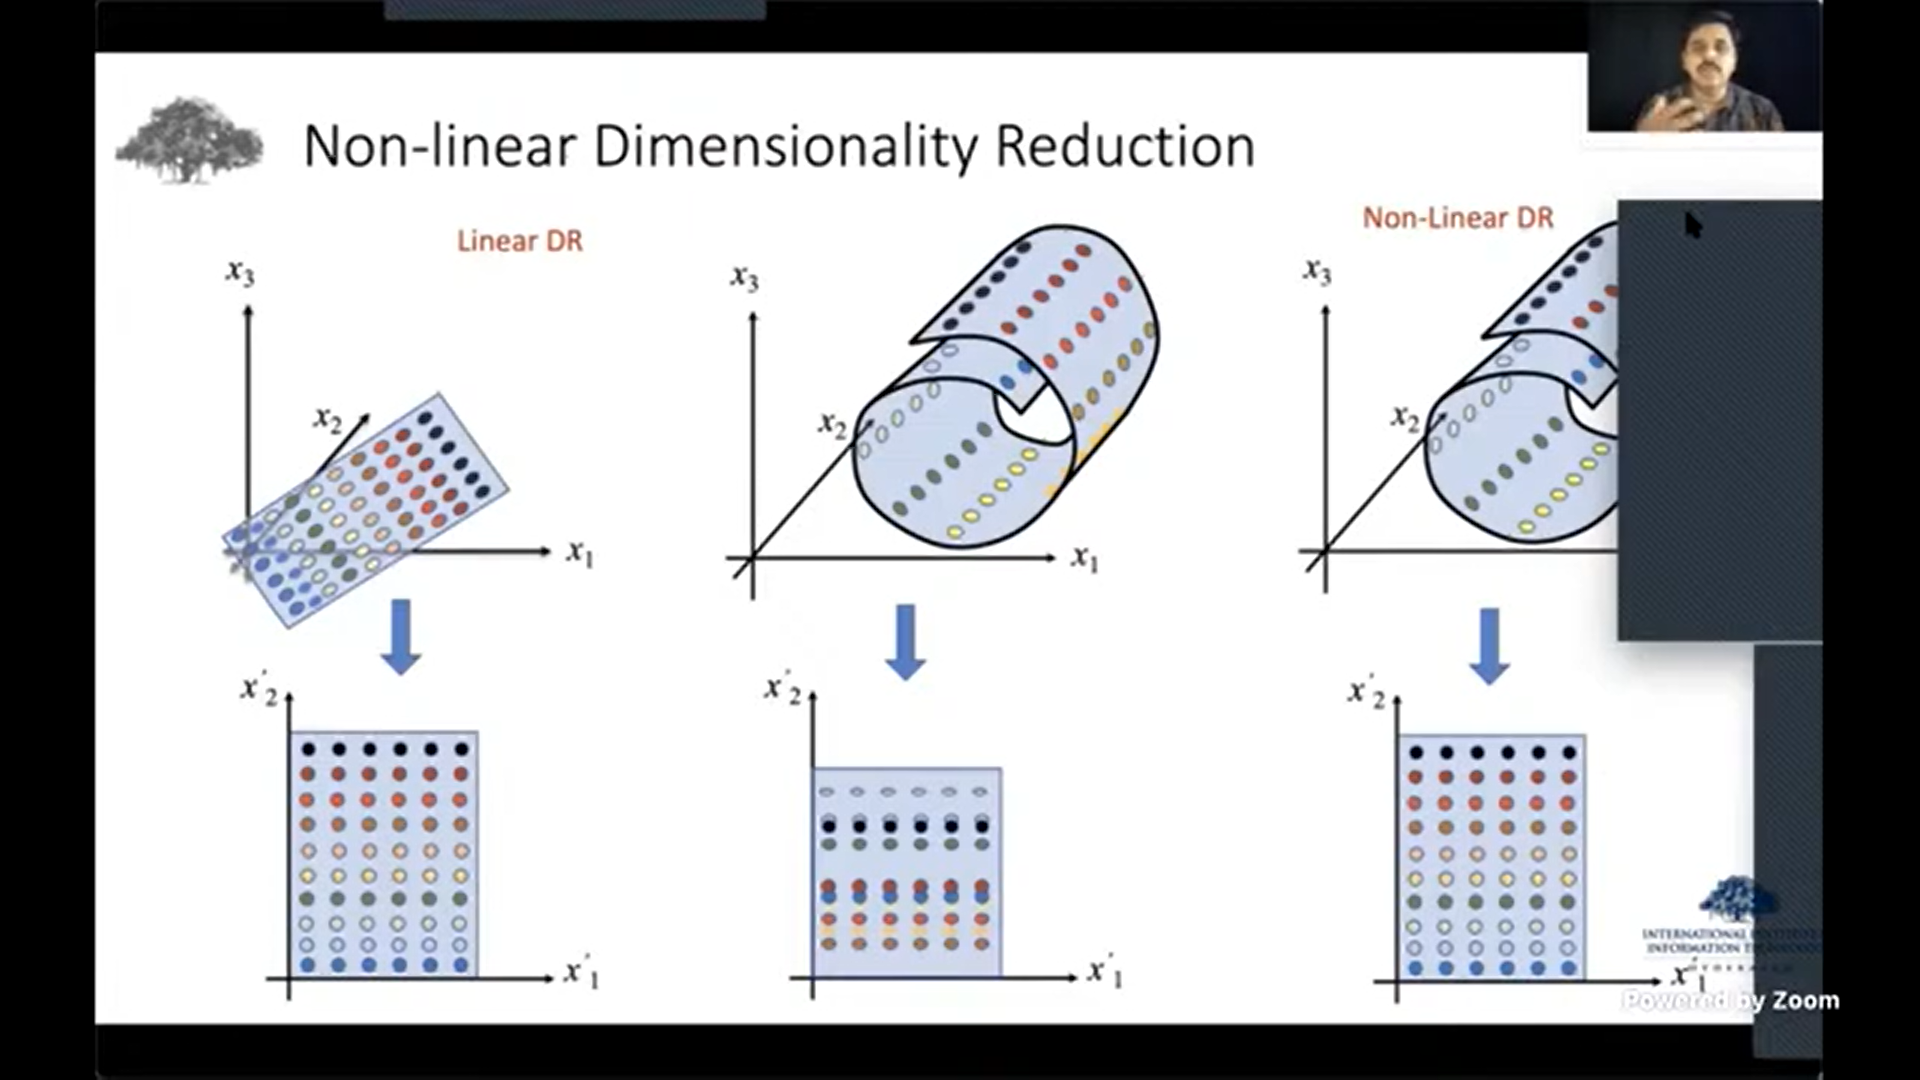 Non-linear Dimensionality Reduction
Linear DR
Non-Linear DR
x3
x2
x1
x3
x2
x1
x3
x2
x'2
x'1
x'2
x'1
x'2
x'1
INTERNATIONAL
INFORMATION
Powered by Zoom